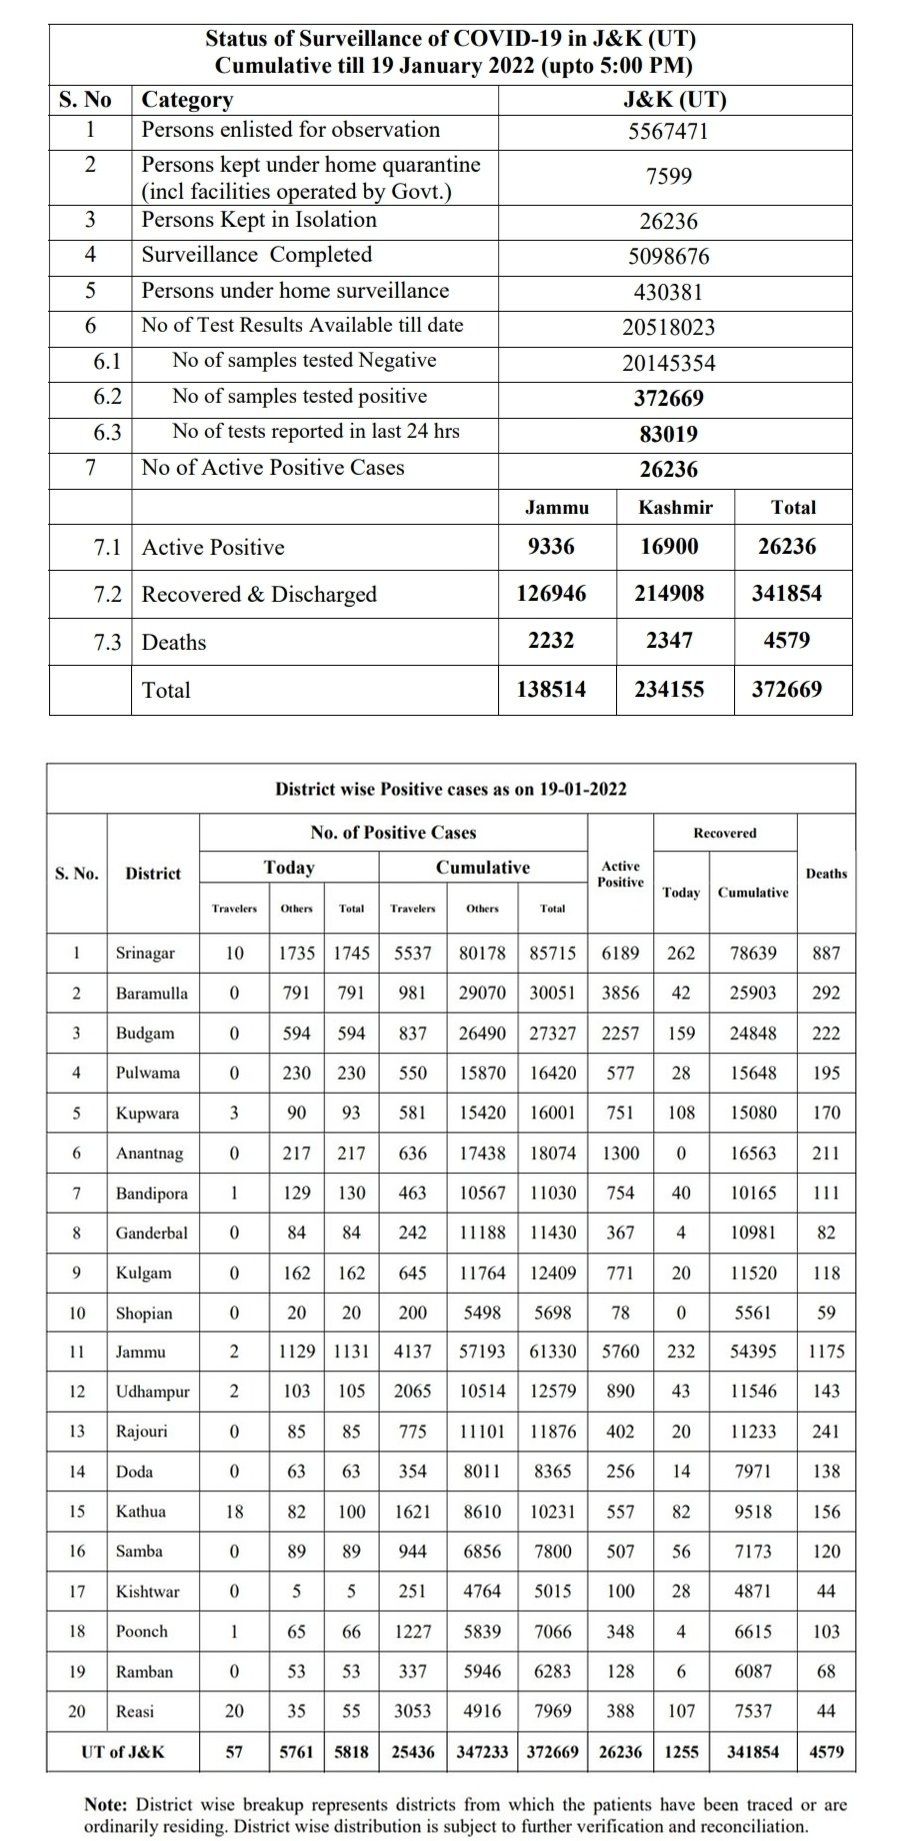 Status of Surveillance of COVID-19 in J&K (UT)
Cumulative till 19 January 2022 (upto 5:00 PM)
S. No Category J&K (UT)
1 Persons enlisted for observation 5567471
2 Persons kept under home quarantine
(incl facilities operated by Govt.) 7599
3 Persons Kept in Isolation 26236
4 Surveillance Completed 5098676
5 Persons under home surveillance 430381
6 No of Test Results Available till date 20518023
6.1 No of samples tested Negative 20145354
6.2 No of samples tested positive 372669
6.3 No of tests reported in last 24 hrs 83019
7 No of Active Positive Cases 26236
Jammu Kashmir Total
7.1 Active Positive 9336 16900 26236
7.2 Recovered & Discharged 126946 214908 341854
7.3 Deaths 2232 2347 4579
Total 138514 234155 372669
District wise Positive cases as on 19-01-2022
S. No. District No. of Positive Cases Active Positive Recovered Deaths
Today Cumulative Today Cumulative
Travelers Others Total Travelers Others Total
1 Srinagar 10 1735 1745 5537 80178 85715 6189 262 78639 887
2 Baramulla 0 791 791 981 29070 30051 3856 42 25903 292
3 Budgam 0 594 594 837 26490 27327 2257 159 24848 222
4 Pulwama 0 230 230 550 15870 16420 577 28 15648 195
5 Kupwara 3 90 93 581 15420 16001 751 108 15080 170
6 Anantnag 0 217 217 636 17438 18074 1300 0 16563 211
7 Bandipora 1 129 130 463 10567 11030 754 40 10165 111
8 Ganderbal 0 84 84 242 11188 11430 367 4 10981 82
9 Kulgam 0 162 162 645 11764 12409 771 20 11520 118
10 Shopian 0 20 20 200 5498 5698 78 0 5561 59
11 Jammu 2 1129 1131 4137 57193 61330 5760 232 54395 1175
12 Udhampur 2 103 105 2065 10514 12579 890 43 11546 143
13 Rajouri 0 85 85 775 11101 11876 402 20 11233 241
14 Doda 0 63 63 354 8011 8365 256 14 7971 138
15 Kathua 18 82 100 1621 8610 10231 557 82 9518 156
16 Samba 0 89 89 944 6856 7800 507 56 7173 120
17 Kishtwar 0 5 5 251 4764 5015 100 28 4871 44
18 Poonch 1 65 66 1227 5839 7066 348 4 6615 103
19 Ramban 0 53 53 337 5946 6283 128 6 6087 68
20 Reasi 20 35 55 3053 4916 7969 388 107 7537 44
UT of J&K 57 5761 5818 25436 347233 372669 26236 1255 341854 4579
Note: District wise breakup represents districts from which the patients have been traced or are
ordinarily residing. District wise distribution is subject to further verification and reconciliation.